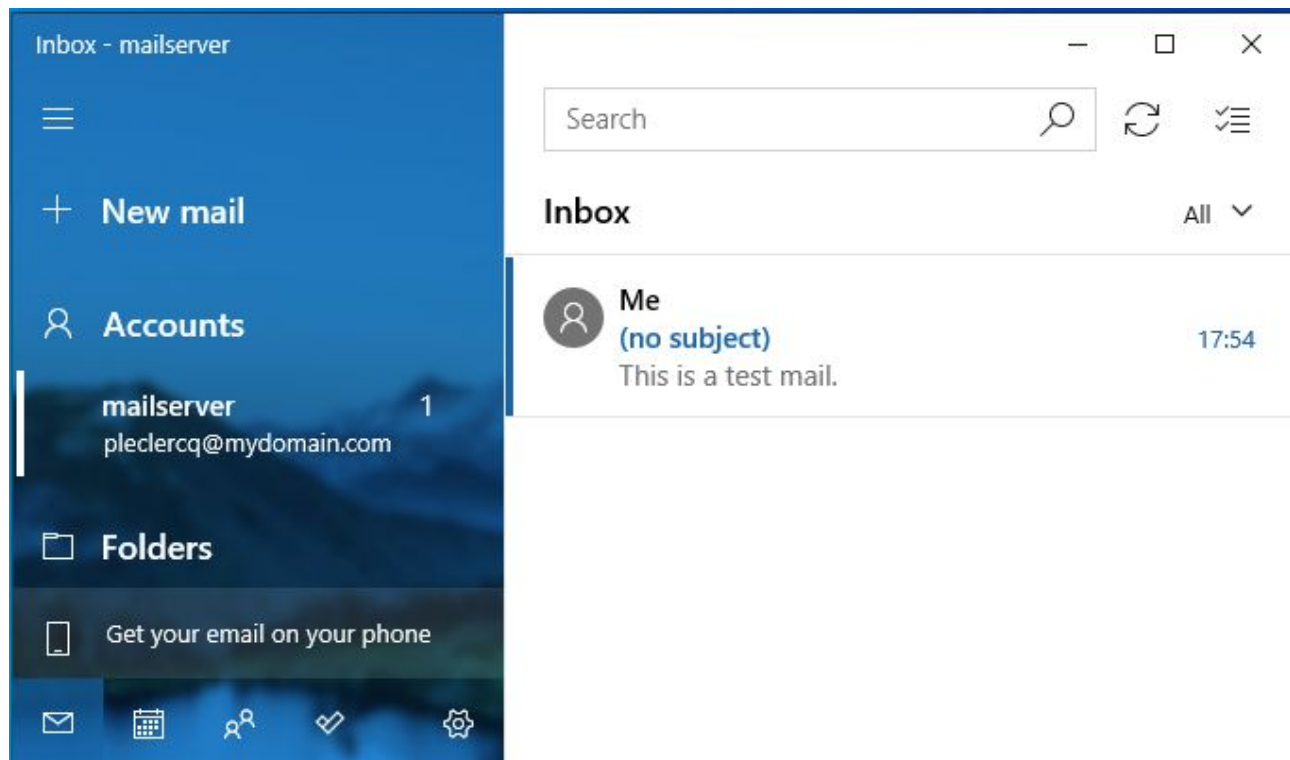 Inbox - mailserver
New mail
Accounts
mailserver 1
pleclercq@mydomain.com
Folders
Get your email on your phone
Search
Inbox
All
Me
(no subject)
17:54
This is a test mail.